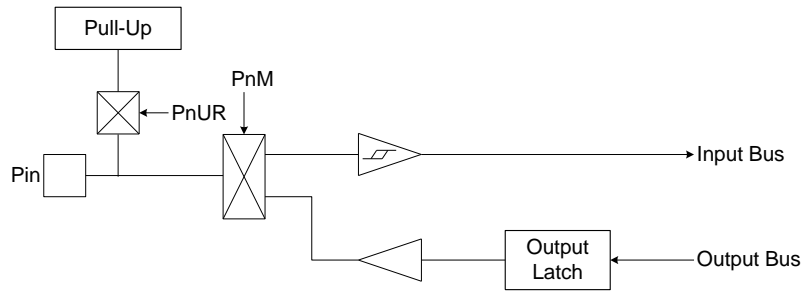 Pull-Up
PnM
PnUR
Input Bus
Pin
Output
Latch
Output Bus